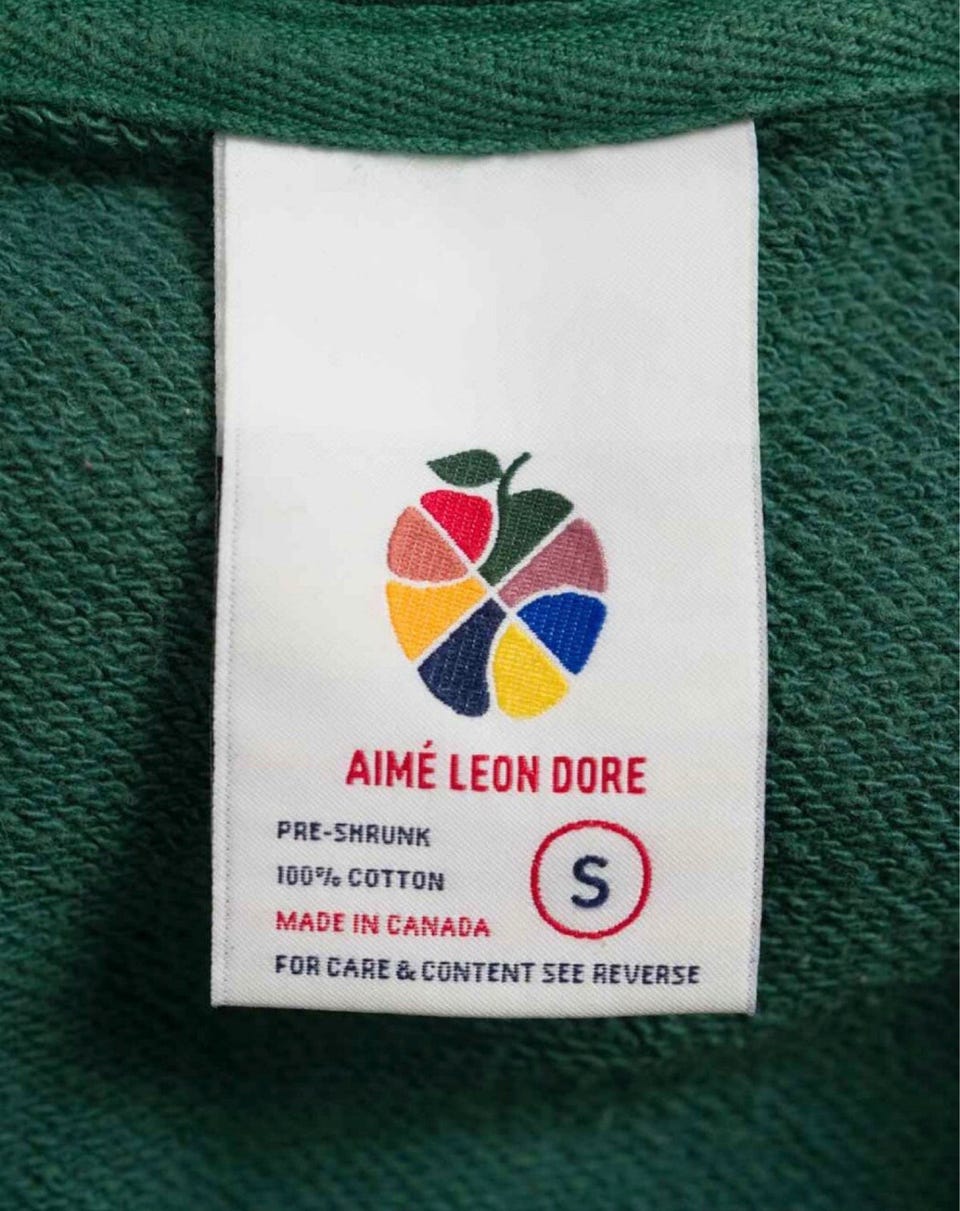 AIMÉ LEON DORE
PRE-SHRUNK
100% COTTON
S
MADE IN CANADA
FOR CARE & CONTENT SEE REVERSE